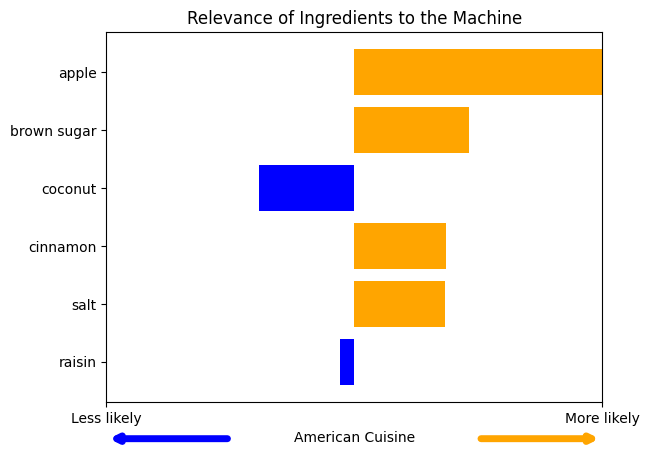 Relevance of Ingredients to the Machine
apple
brown sugar
coconut
cinnamon
salt
raisin
Less likely
More likely
American Cuisine